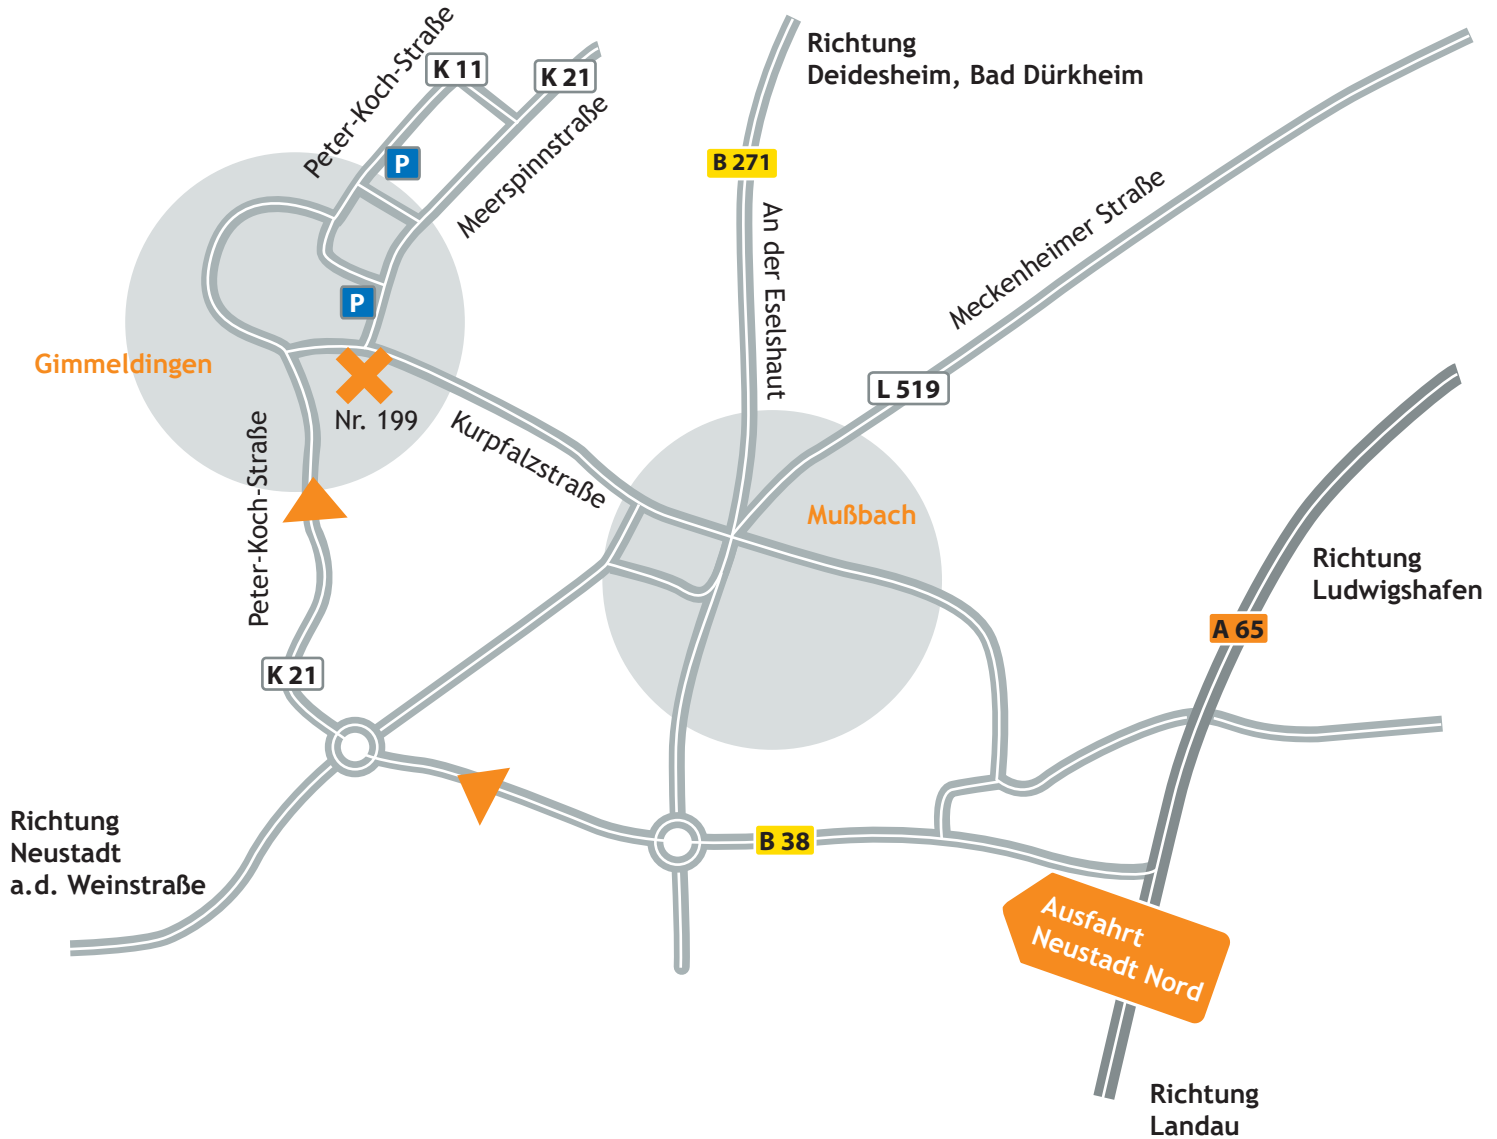 Peter-Koch-Straße
K 11
K 21
Richtung
Deidesheim, Bad Dürkheim
P
B 271
Meerspinnstraße
An der Eselshaut
Meckenheimer Straße
P
Gimmeldingen
L 519
Nr. 199
Kurpfalzstraße
Peter-Koch-Straße
Mußbach
Richtung
Ludwigshafen
A 65
K 21
Richtung
Neustadt
a.d. Weinstraße
B 38
Ausfahrt
Neustadt Nord
Richtung
Landau